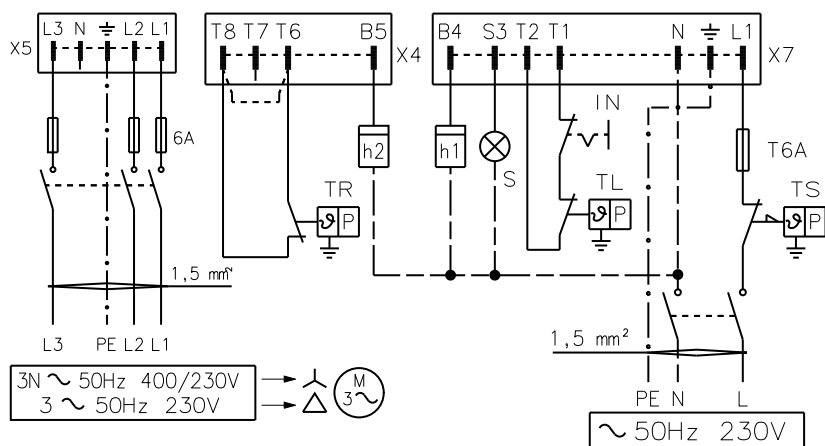 L3 N ⏚ L2 L1
X5
6A
1,5 mm²
L3 PE L2 L1
T8 T7 T6 B5
X4
h2
TR
ϑ P
B4 S3 T2 T1 N ⏚ L1
X7
h1
S
IN
TL
ϑ P
T6A
TS
ϑ P
1,5 mm²
PE N L
3N ~ 50Hz 400/230V
3 ~ 50Hz 230V
M
3~
~ 50Hz 230V